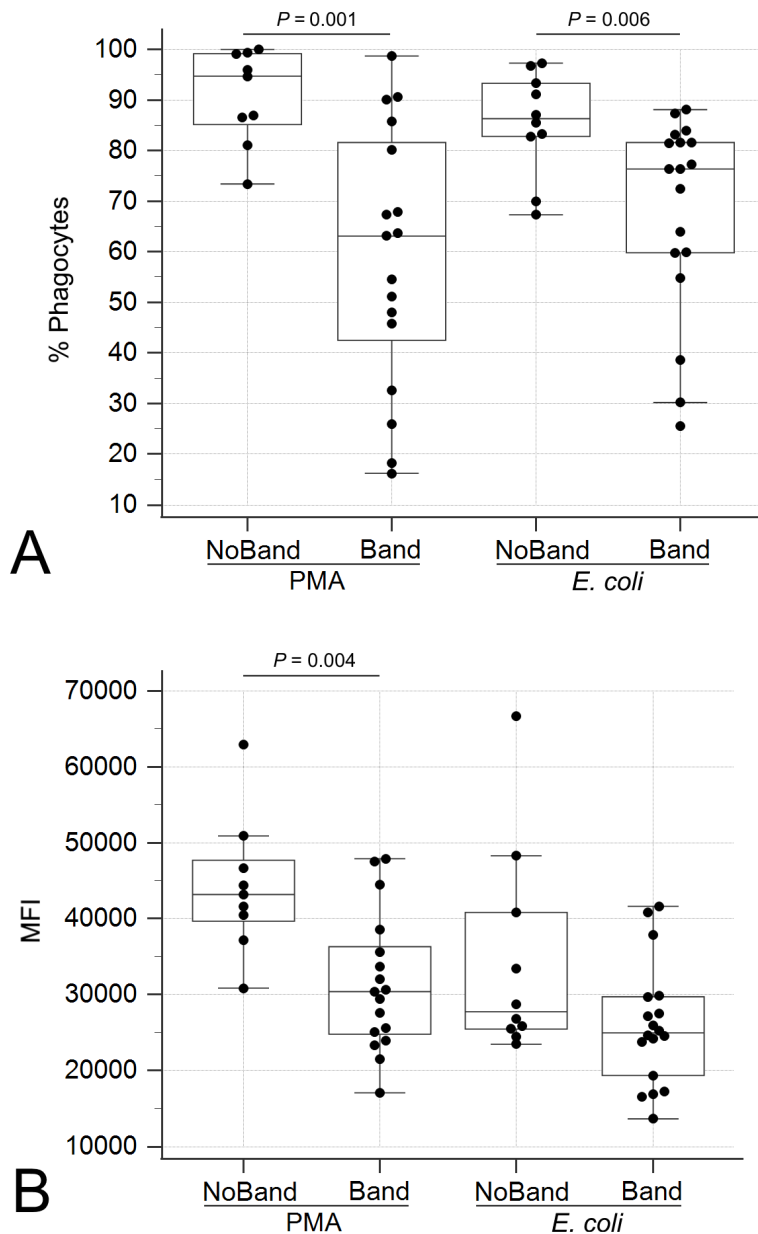 P = 0.001 P = 0.006
100
90
80
70
60
50
40
30
20
10
% Phagocytes
A
NoBand Band NoBand Band
PMA E. coli
P = 0.004
70000
60000
50000
40000
30000
20000
10000
MFI
B
NoBand Band NoBand Band
PMA E. coli